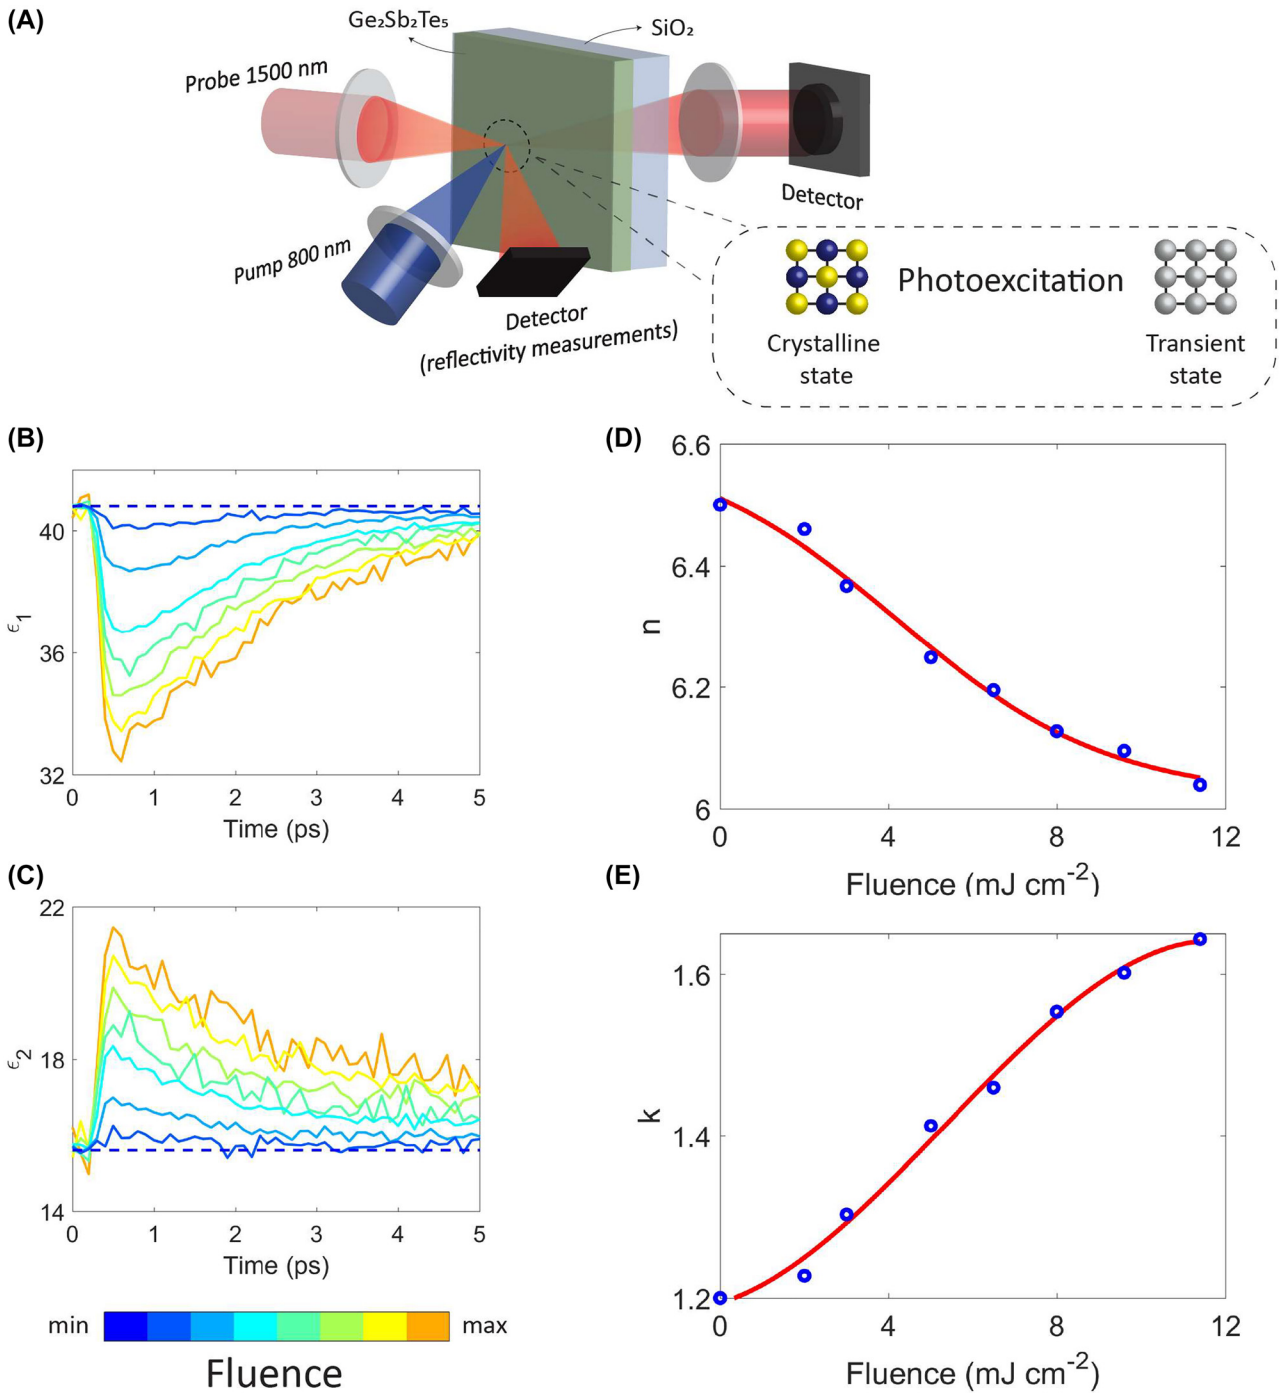 (A)
Ge₂Sb₂Te₅
SiO₂
Probe 1500 nm
Detector
Pump 800 nm
Detector
(reflectivity measurements)
Photoexcitation
Crystalline
state
Transient
state
(B)
40
36
32
ϵ₁
0 1 2 3 4 5
Time (ps)
(C)
22
18
14
ϵ₂
0 1 2 3 4 5
Time (ps)
min
max
Fluence
(D)
6.6
6.4
6.2
6
n
0 4 8 12
Fluence (mJ cm⁻²)
(E)
1.6
1.4
1.2
k
0 4 8 12
Fluence (mJ cm⁻²)